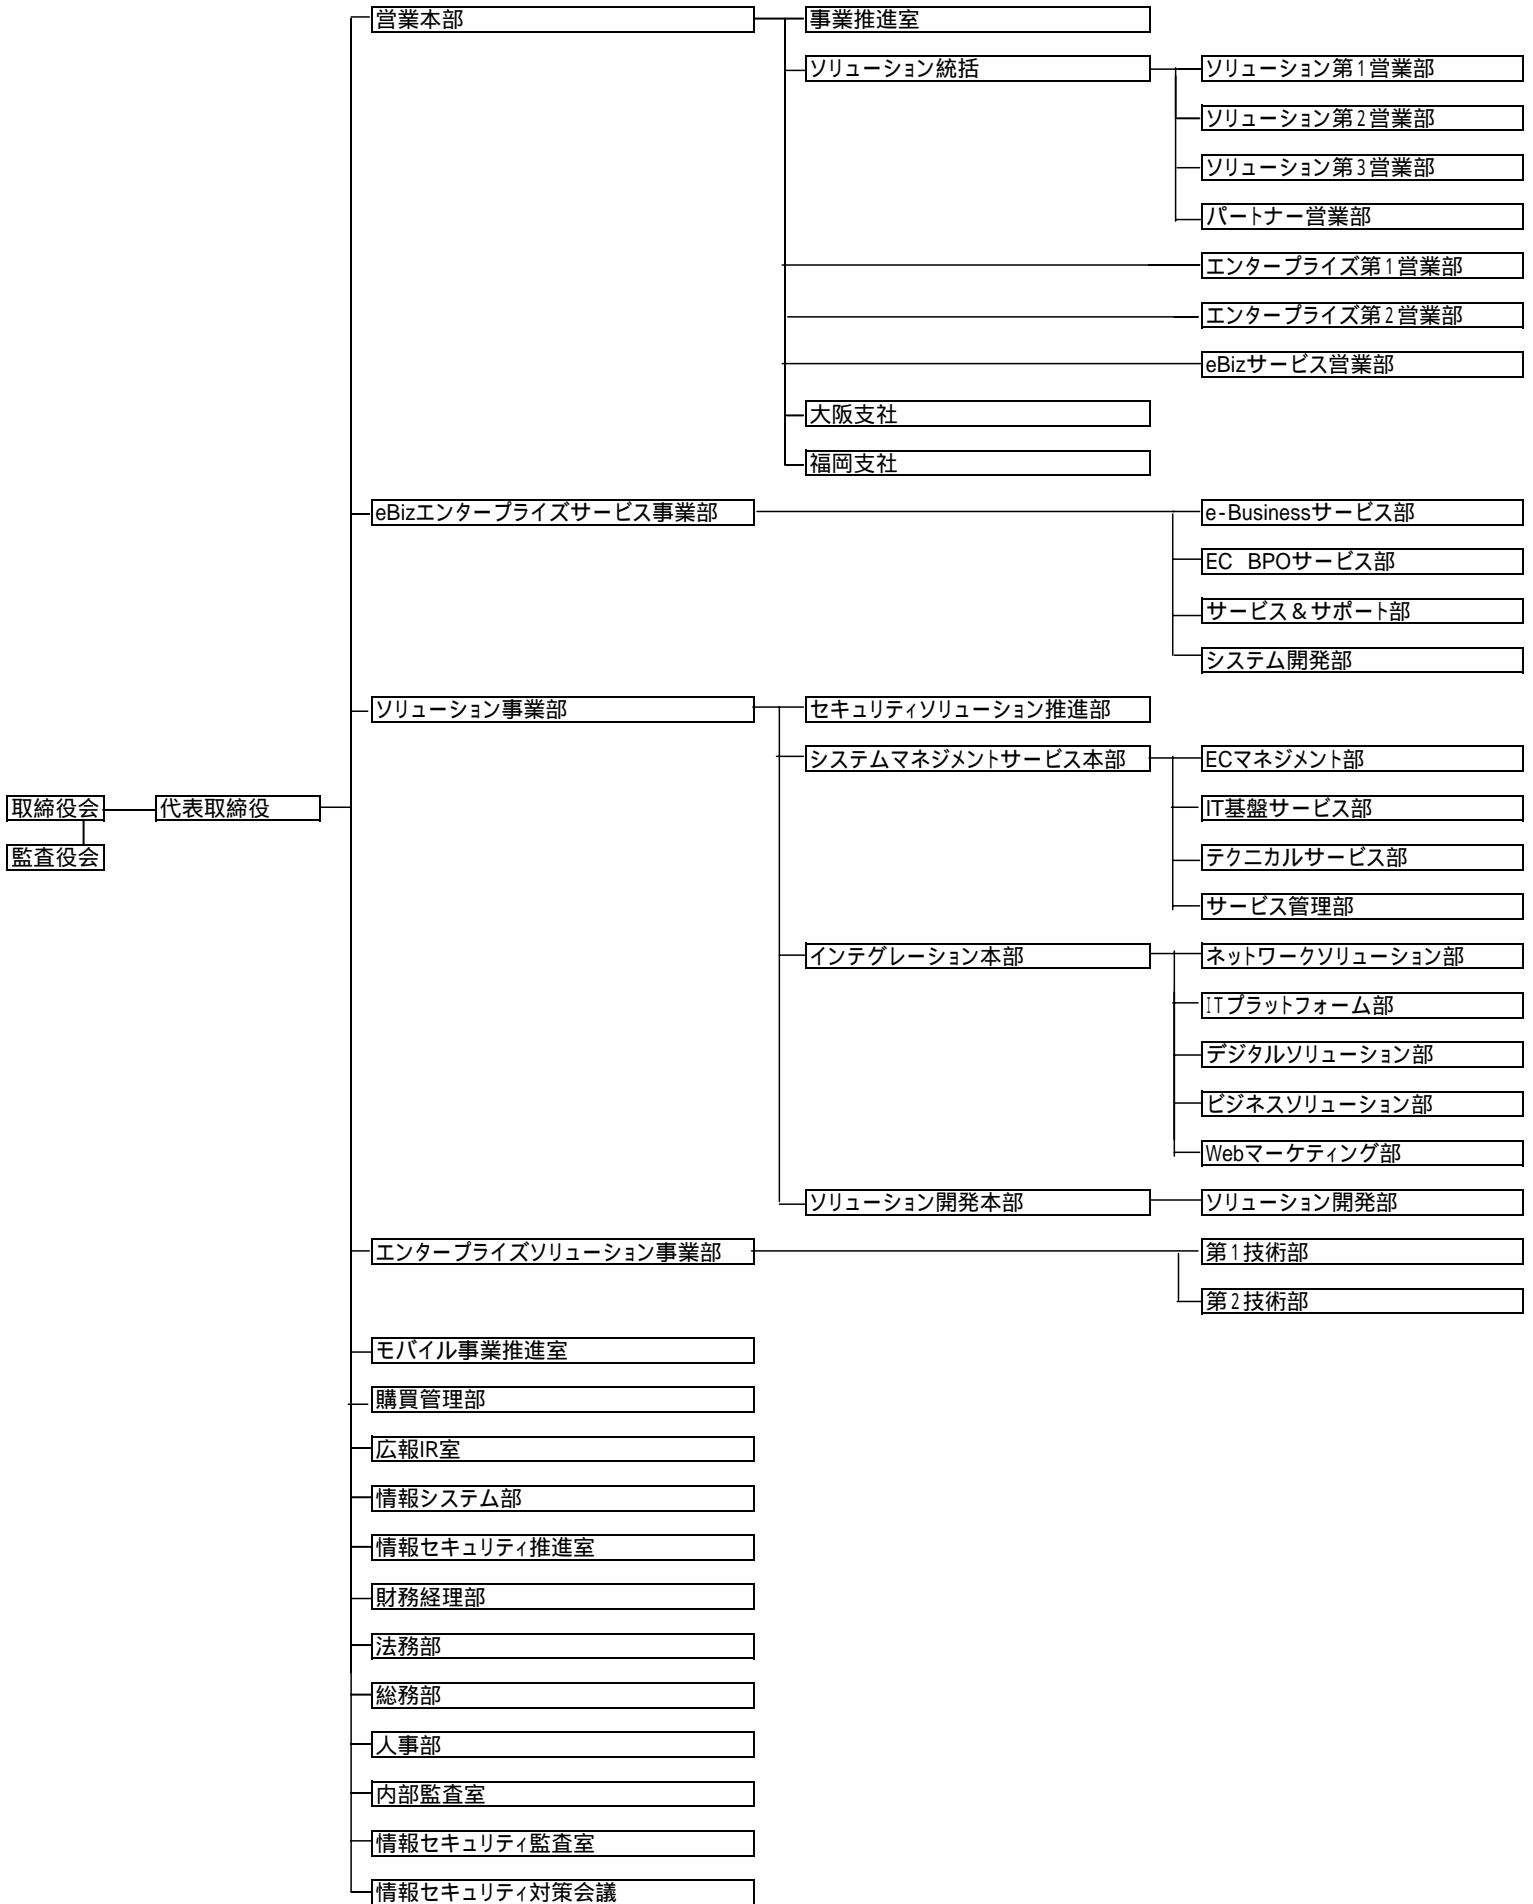 営業本部
事業推進室
ソリューション統括
ソリューション第1営業部
ソリューション第2営業部
ソリューション第3営業部
パートナー営業部
エンタープライズ第1営業部
エンタープライズ第2営業部
eBizサービス営業部
大阪支社
福岡支社
eBizエンタープライズサービス事業部
e-Businessサービス部
EC BPOサービス部
サービス&サポート部
システム開発部
ソリューション事業部
セキュリティソリューション推進部
システムマネジメントサービス本部
ECマネジメント部
取締役会
代表取締役
IT基盤サービス部
監査役会
テクニカルサービス部
サービス管理部
インテグレーション本部
ネットワークソリューション部
ITプラットフォーム部
デジタルソリューション部
ビジネスソリューション部
Webマーケティング部
ソリューション開発本部
ソリューション開発部
エンタープライズソリューション事業部
第1技術部
第2技術部
モバイル事業推進室
購買管理部
広報IR室
情報システム部
情報セキュリティ推進室
財務経理部
法務部
総務部
人事部
内部監査室
情報セキュリティ監査室
情報セキュリティ対策会議